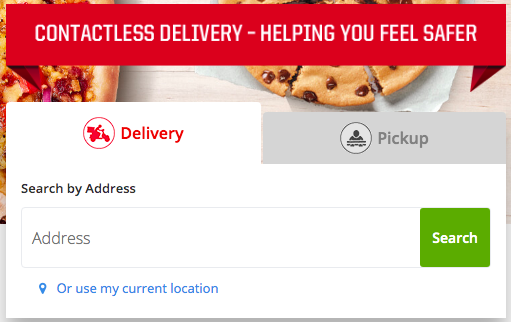 CONTACTLESS DELIVERY - HELPING YOU FEEL SAFER
Delivery
Pickup
Search by Address
Address
Search
Or use my current location